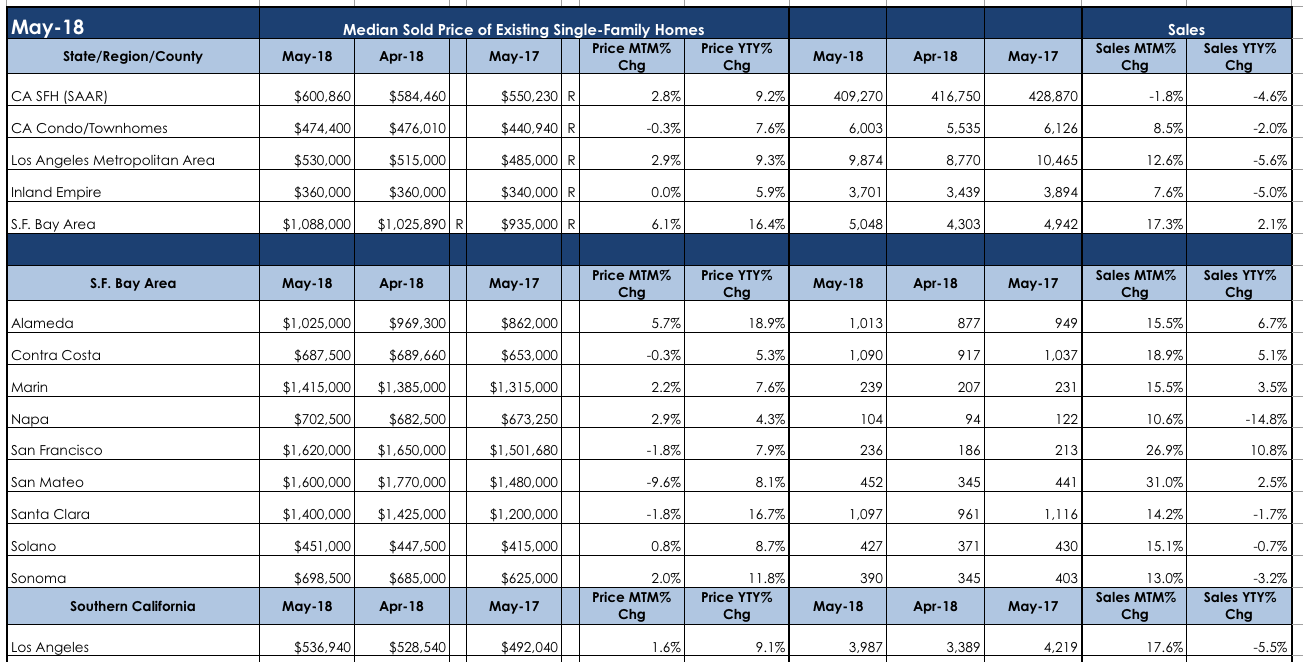 May-18 Median Sold Price of Existing Single-Family Homes Sales
State/Region/County May-18 Apr-18 May-17 Price MTM% Chg Price YTY% Chg May-18 Apr-18 May-17 Sales MTM% Chg Sales YTY% Chg
CA SFH (SAAR) $600,860 $584,460 $550,230 R 2.8% 9.2% 409,270 416,750 428,870 -1.8% -4.6%
CA Condo/Townhomes $474,400 $476,010 $440,940 R -0.3% 7.6% 6,003 5,535 6,126 8.5% -2.0%
Los Angeles Metropolitan Area $530,000 $515,000 $485,000 R 2.9% 9.3% 9,874 8,770 10,465 12.6% -5.6%
Inland Empire $360,000 $360,000 $340,000 R 0.0% 5.9% 3,701 3,439 3,894 7.6% -5.0%
S.F. Bay Area $1,088,000 $1,025,890 R $935,000 R 6.1% 16.4% 5,048 4,303 4,942 17.3% 2.1%
S.F. Bay Area May-18 Apr-18 May-17 Price MTM% Chg Price YTY% Chg May-18 Apr-18 May-17 Sales MTM% Chg Sales YTY% Chg
Alameda $1,025,000 $969,300 $862,000 5.7% 18.9% 1,013 877 949 15.5% 6.7%
Contra Costa $687,500 $689,660 $653,000 -0.3% 5.3% 1,090 917 1,037 18.9% 5.1%
Marin $1,415,000 $1,385,000 $1,315,000 2.2% 7.6% 239 207 231 15.5% 3.5%
Napa $702,500 $682,500 $673,250 2.9% 4.3% 104 94 122 10.6% -14.8%
San Francisco $1,620,000 $1,650,000 $1,501,680 -1.8% 7.9% 236 186 213 26.9% 10.8%
San Mateo $1,600,000 $1,770,000 $1,480,000 -9.6% 8.1% 452 345 441 31.0% 2.5%
Santa Clara $1,400,000 $1,425,000 $1,200,000 -1.8% 16.7% 1,097 961 1,116 14.2% -1.7%
Solano $451,000 $447,500 $415,000 0.8% 8.7% 427 371 430 15.1% -0.7%
Sonoma $698,500 $685,000 $625,000 2.0% 11.8% 390 345 403 13.0% -3.2%
Southern California May-18 Apr-18 May-17 Price MTM% Chg Price YTY% Chg May-18 Apr-18 May-17 Sales MTM% Chg Sales YTY% Chg
Los Angeles $536,940 $528,540 $492,040 1.6% 9.1% 3,987 3,389 4,219 17.6% -5.5%